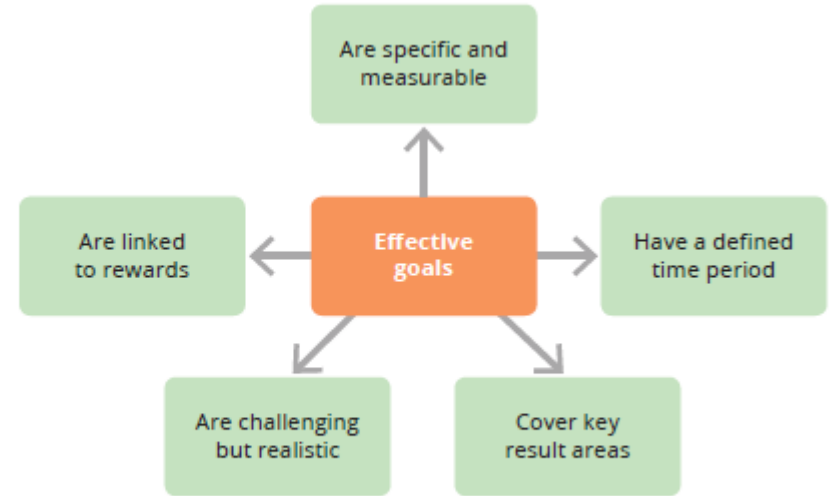 Are specific and
measurable
Are linked
to rewards
Effective
goals
Have a defined
time period
Are challenging
but realistic
Cover key
result areas